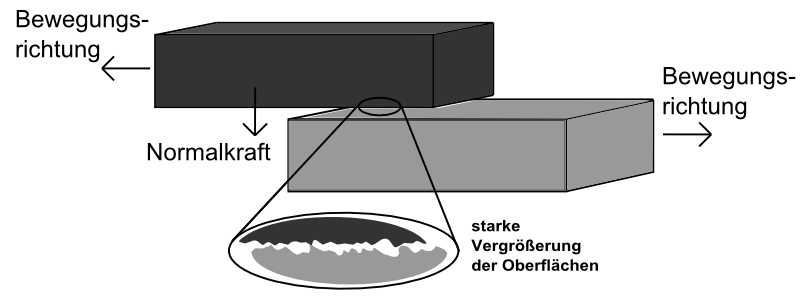 Bewegungs-
richtung
Bewegungs-
richtung
Normalkraft
starke
Vergrößerung
der Oberflächen